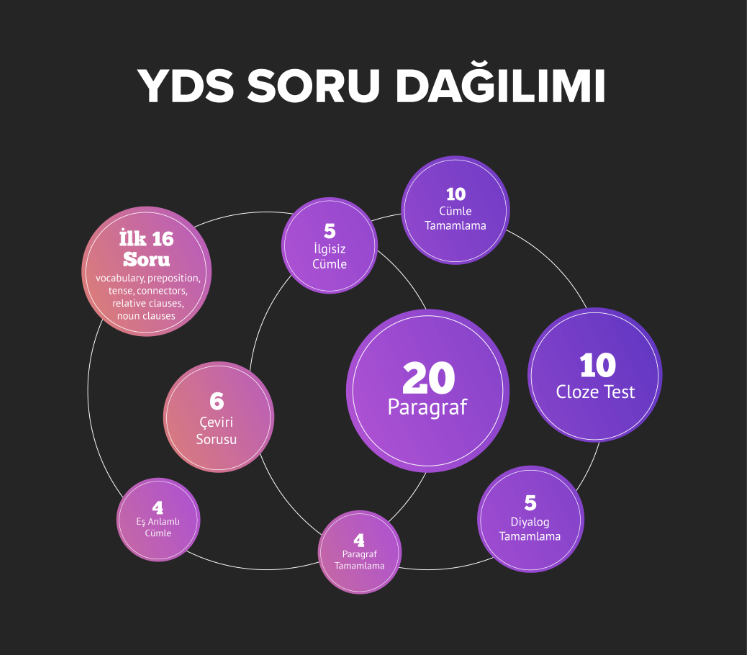 YDS SORU DAĞILIMI
10
Cümle
Tamamlama
5
İlgisiz
Cümle
İlk 16
Soru
vocabulary, preposition,
tense, connectors,
relative clauses,
noun clauses
20
Paragraf
10
Cloze Test
6
Çeviri
Sorusu
4
Eş Anlamlı
Cümle
5
Diyalog
Tamamlama
4
Paragraf
Tamamlama